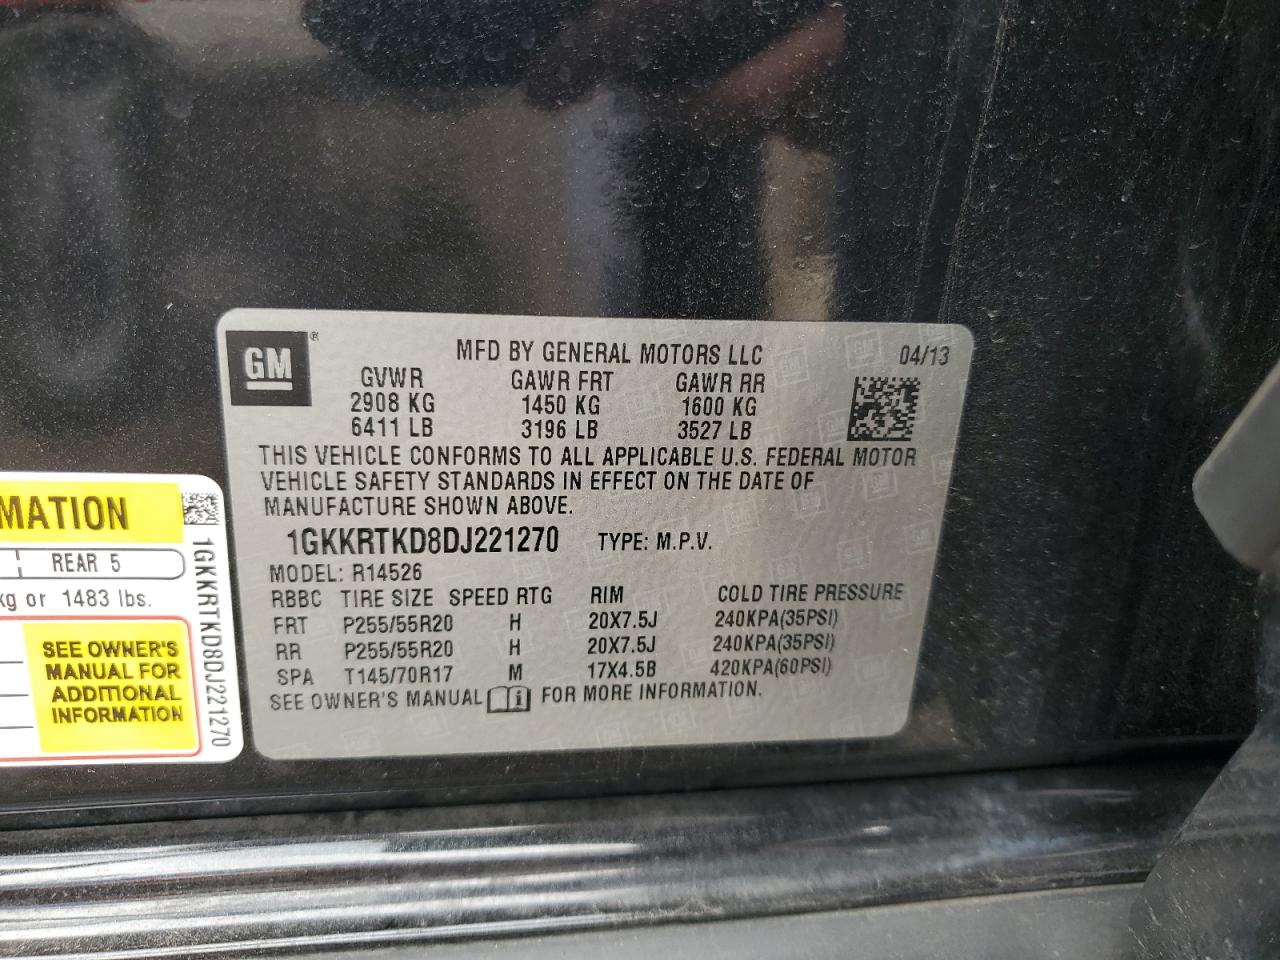 GM ®
MFD BY GENERAL MOTORS LLC
04/13
GVWR GAWR FRT GAWR RR
2908 KG 1450 KG 1600 KG
6411 LB 3196 LB 3527 LB
THIS VEHICLE CONFORMS TO ALL APPLICABLE U.S. FEDERAL MOTOR
VEHICLE SAFETY STANDARDS IN EFFECT ON THE DATE OF
MANUFACTURE SHOWN ABOVE.
1GKKRTKD8DJ221270 TYPE: M.P.V.
MODEL: R14526
RBBC TIRE SIZE SPEED RTG RIM COLD TIRE PRESSURE
FRT P255/55R20 H 20X7.5J 240KPA(35PSI)
RR P255/55R20 H 20X7.5J 240KPA(35PSI)
SPA T145/70R17 M 17X4.5B 420KPA(60PSI)
SEE OWNER'S MANUAL FOR MORE INFORMATION.
MATION
REAR 5
kg or 1483 lbs.
SEE OWNER'S
MANUAL FOR
ADDITIONAL
INFORMATION
1GKKRTKD8DJ221270